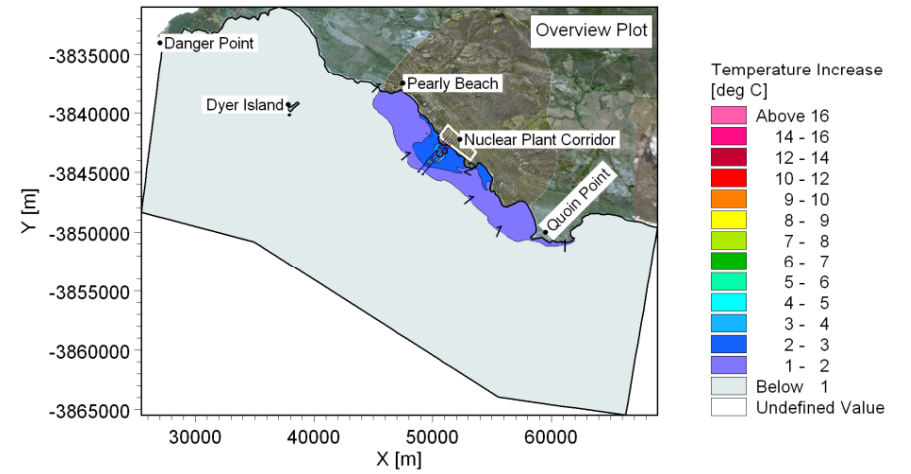 Overview Plot
Danger Point
Pearly Beach
Dyer Island
Nuclear Plant Corridor
Quoin Point
Y [m]
-3835000
-3840000
-3845000
-3850000
-3855000
-3860000
-3865000
30000 40000 50000 60000
X [m]
Temperature Increase
[deg C]
Above 16
14 - 16
12 - 14
10 - 12
9 - 10
8 - 9
7 - 8
6 - 7
5 - 6
4 - 5
3 - 4
2 - 3
1 - 2
Below 1
Undefined Value